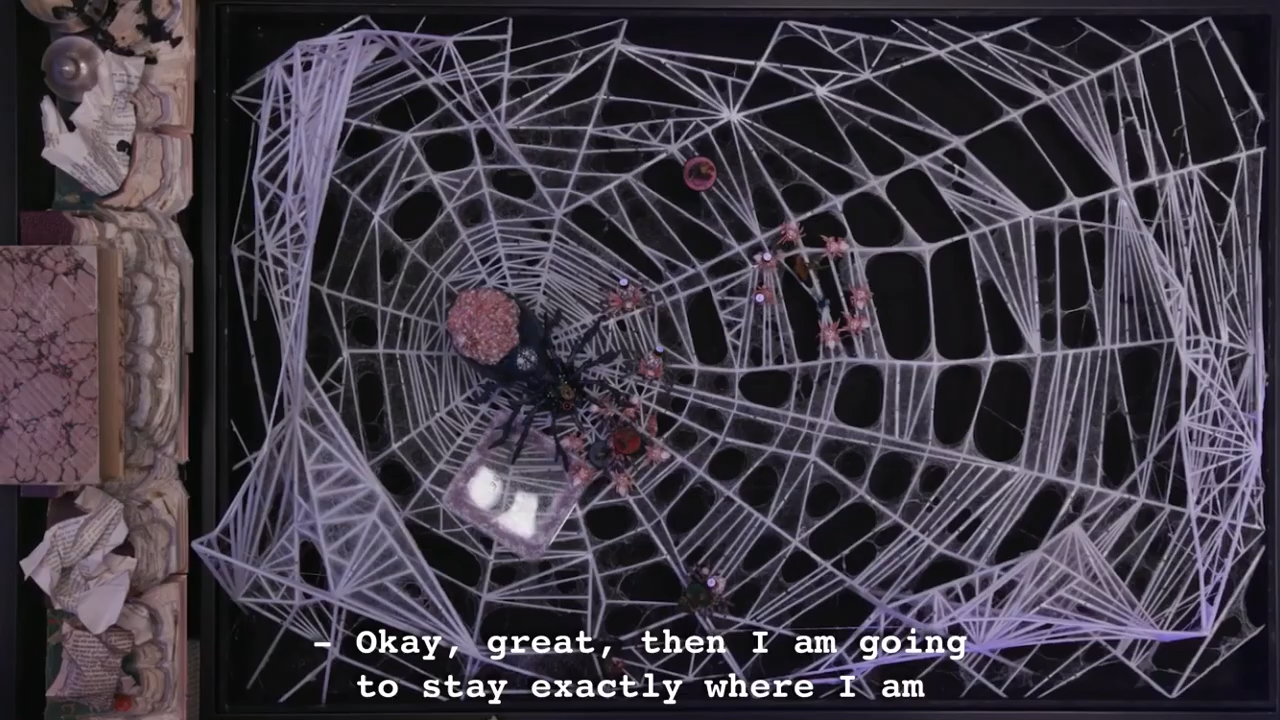 - Okay, great, then I am going
to stay exactly where I am